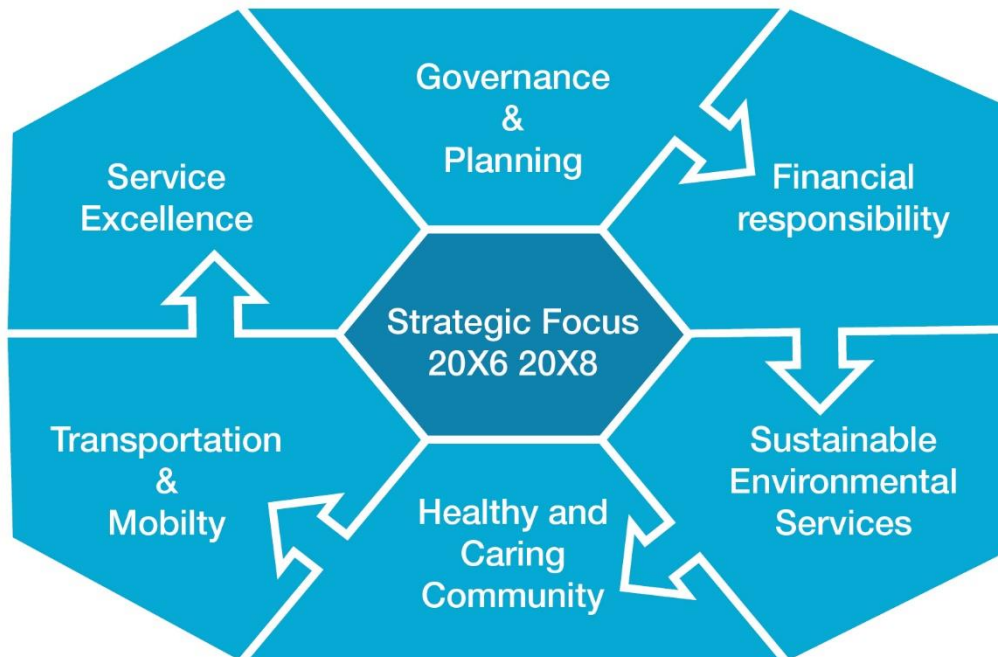 Governance
&
Planning
Financial
responsibility
Sustainable
Environmental
Services
Healthy and
Caring
Community
Transportation
&
Mobilty
Service
Excellence
Strategic Focus
20X6 20X8